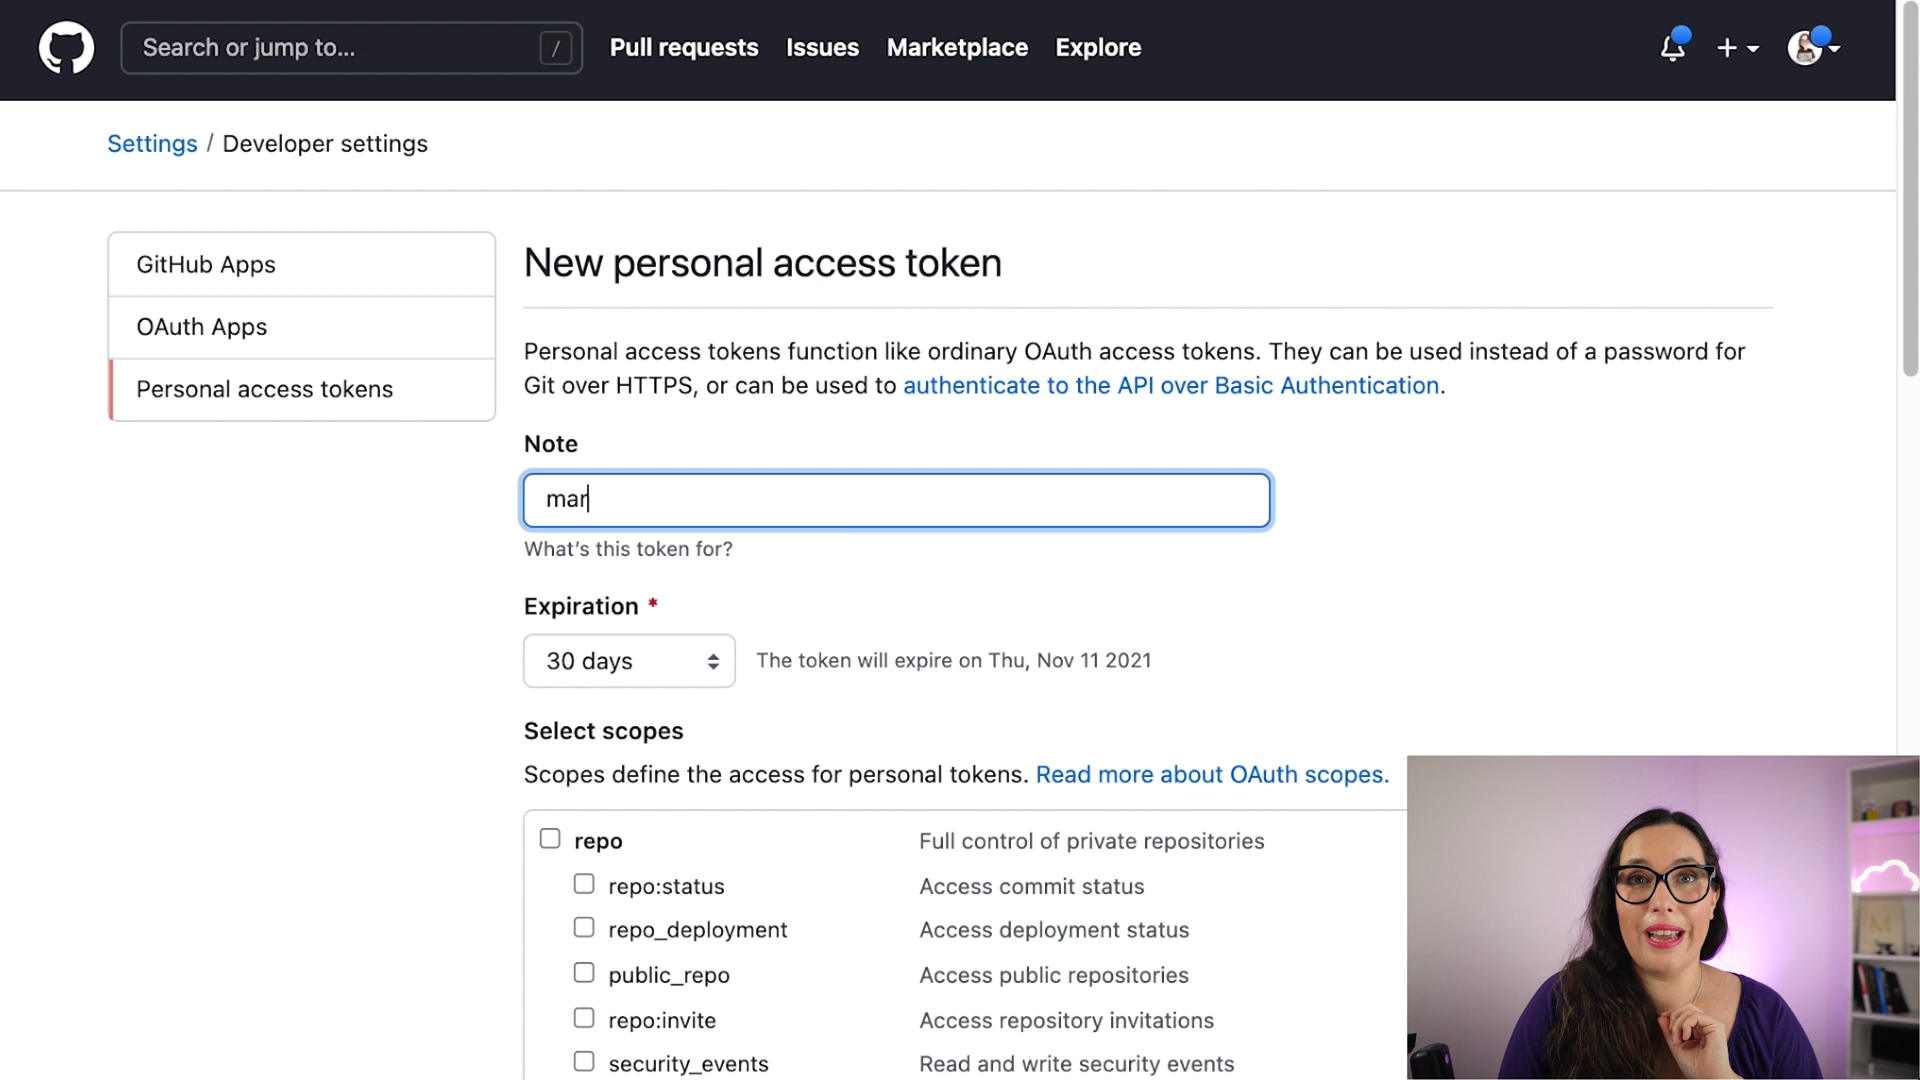 Search or jump to...
/
Pull requests
Issues
Marketplace
Explore
Settings / Developer settings
GitHub Apps
OAuth Apps
Personal access tokens
New personal access token
Personal access tokens function like ordinary OAuth access tokens. They can be used instead of a password for
Git over HTTPS, or can be used to authenticate to the API over Basic Authentication.
Note
mar
What's this token for?
Expiration *
30 days
The token will expire on Thu, Nov 11 2021
Select scopes
Scopes define the access for personal tokens. Read more about OAuth scopes.
repo Full control of private repositories
repo:status Access commit status
repo_deployment Access deployment status
public_repo Access public repositories
repo:invite Access repository invitations
security_events Read and write security events